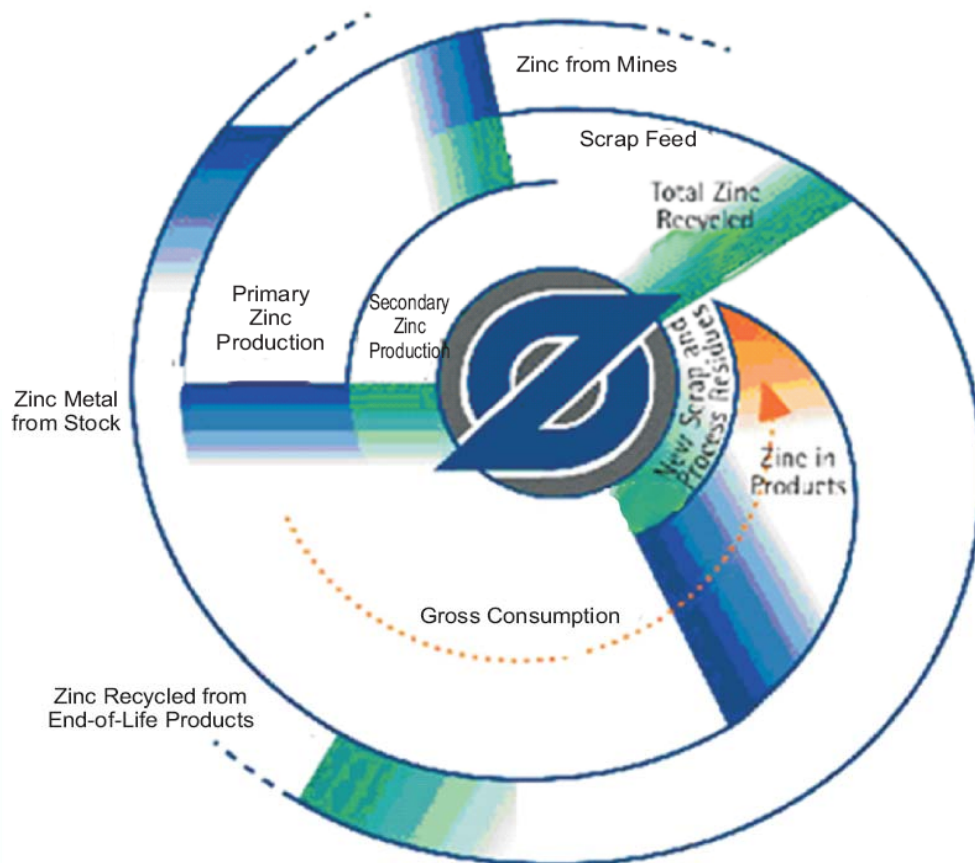 Zinc from Mines
Scrap Feed
Total Zinc
Recycled
Primary
Zinc
Production
Secondary
Zinc
Production
New Scrap and
Process Residues
Zinc Metal
from Stock
Zinc in
Products
Gross Consumption
Zinc Recycled from
End-of-Life Products